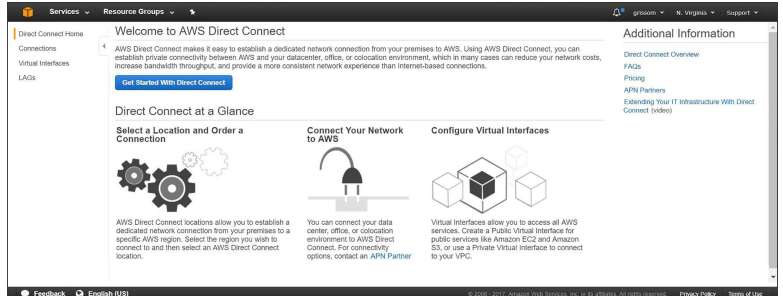 Services
Resource Groups
grissom
N. Virginia
Support
Direct Connect Home
Connections
Virtual Interfaces
LAGs
Welcome to AWS Direct Connect
AWS Direct Connect makes it easy to establish a dedicated network connection from your premises to AWS. Using AWS Direct Connect, you can
establish private connectivity between AWS and your datacenter, office, or colocation environment, which in many cases can reduce your network costs,
increase bandwidth throughput, and provide a more consistent network experience than Internet-based connections.
Get Started With Direct Connect
Direct Connect at a Glance
Select a Location and Order a
Connection
AWS Direct Connect locations allow you to establish a
dedicated network connection from your premises to a
specific AWS region. Select the region you wish to
connect to and then select an AWS Direct Connect
location.
Connect Your Network
to AWS
You can connect your data
center, office, or colocation
environment to AWS Direct
Connect. For connectivity
options, contact an APN Partner
Configure Virtual Interfaces
Virtual Interfaces allow you to access all AWS
services. Create a Public Virtual Interface for
public services like Amazon EC2 and Amazon
S3, or use a Private Virtual Interface to connect
to your VPC.
Additional Information
Direct Connect Overview
FAQs
Pricing
APN Partners
Extending Your IT Infrastructure With Direct
Connect (video)
Feedback
English (US)
© 2008 - 2017, Amazon Web Services, Inc. or its affiliates. All rights reserved.
Privacy Policy
Terms of Use